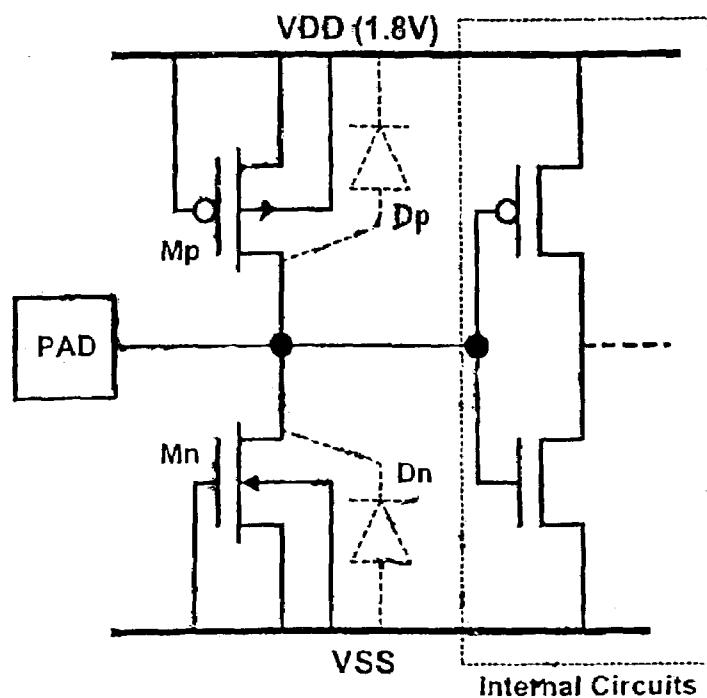 VDD (1.8V)
Mp
Dp
PAD
Mn
Dn
VSS
Internal Circuits